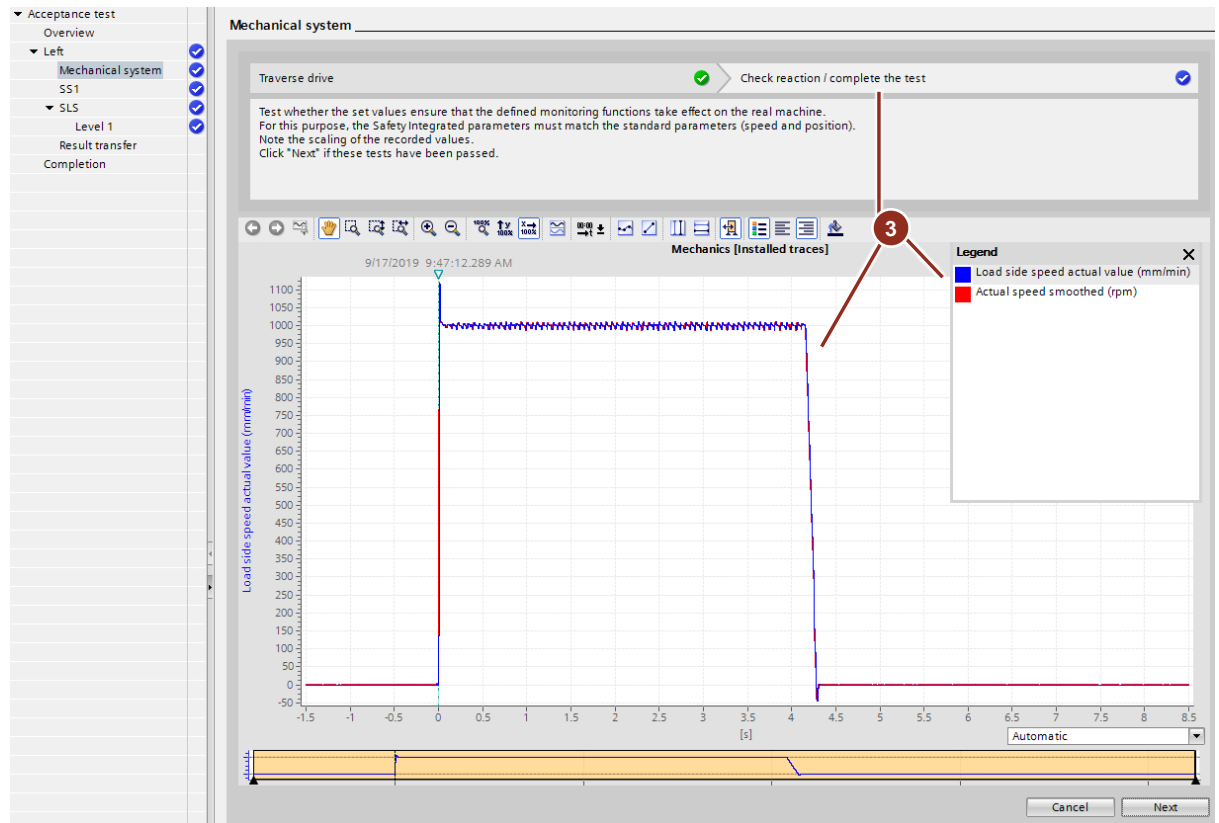 Acceptance test
Overview
Left
Mechanical system
SS1
SLS
Level 1
Result transfer
Completion
Mechanical system
Traverse drive
Check reaction / complete the test
Test whether the set values ensure that the defined monitoring functions take effect on the real machine.
For this purpose, the Safety Integrated parameters must match the standard parameters (speed and position).
Note the scaling of the recorded values.
Click "Next" if these tests have been passed.
3
Mechanics [Installed traces]
9/17/2019 9:47:12.289 AM
Legend
Load side speed actual value (mm/min)
Actual speed smoothed (rpm)
Load side speed actual value (mm/min)
1100
1050
1000
950
900
850
800
750
700
650
600
550
500
450
400
350
300
250
200
150
100
50
0
-50
-1.5 -1 -0.5 0 0.5 1 1.5 2 2.5 3 3.5 4 4.5 5 5.5 6 6.5 7 7.5 8 8.5
[s]
Automatic
Cancel
Next